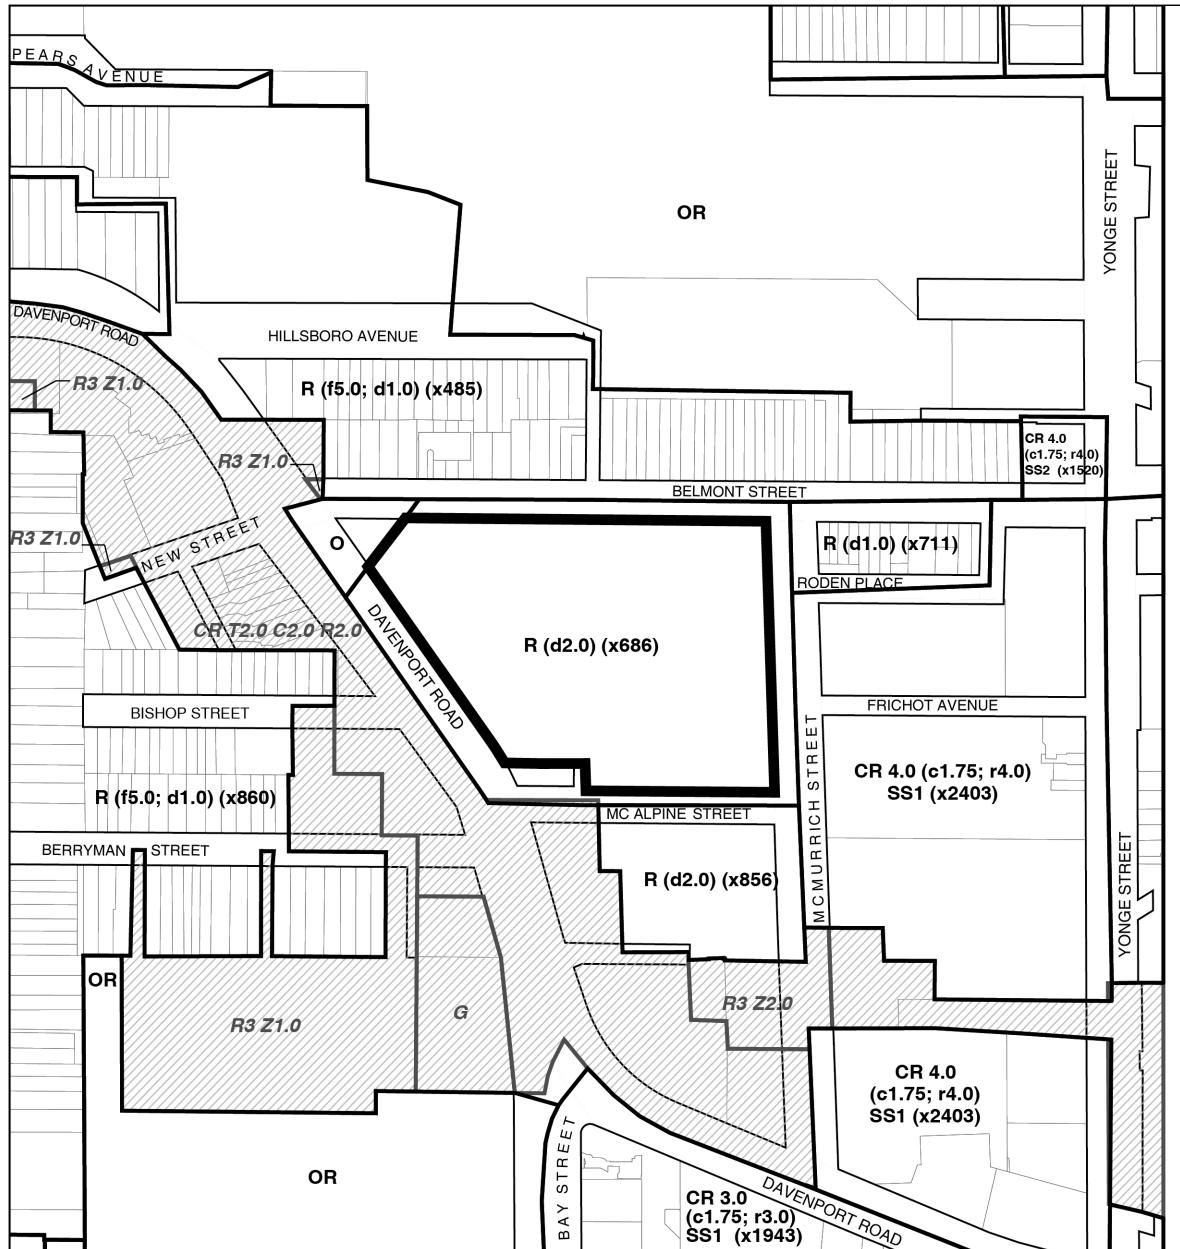 PEARS AVENUE
OR
YONGE STREET
DAVENPORT ROAD
HILLSBORO AVENUE
R3 Z1.0
R (f5.0; d1.0) (x485)
CR 4.0
(c1.75; r4.0)
SS2 (x1520)
R3 Z1.0
BELMONT STREET
NEW STREET
R3 Z1.0
O
R (d1.0) (x711)
RODEN PLACE
CR T2.0 C2.0 R2.0
DAVENPORT ROAD
R (d2.0) (x686)
BISHOP STREET
FRICHOT AVENUE
MCMURRICH STREET
CR 4.0 (c1.75; r4.0)
SS1 (x2403)
R (f5.0; d1.0) (x860)
MC ALPINE STREET
BERRYMAN STREET
R (d2.0) (x856)
YONGE STREET
OR
R3 Z2.0
G
R3 Z1.0
CR 4.0
(c1.75; r4.0)
SS1 (x2403)
OR
BAY STREET
DAVENPORT ROAD
CR 3.0
(c1.75; r3.0)
SS1 (x1943)